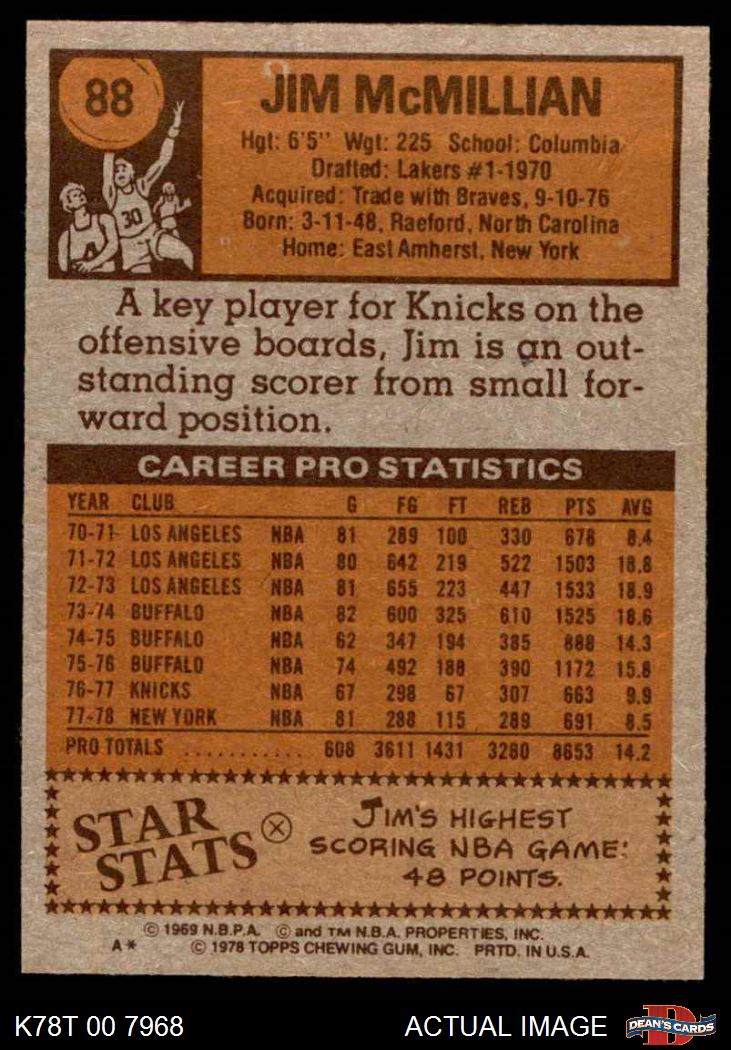 88
JIM McMILLIAN
Hgt: 6'5" Wgt: 225 School: Columbia
Drafted: Lakers #1-1970
Acquired: Trade with Braves, 9-10-76
Born: 3-11-48, Raeford, North Carolina
Home: East Amherst, New York
30
A key player for Knicks on the
offensive boards, Jim is an out-
standing scorer from small for-
ward position.
CAREER PRO STATISTICS
YEAR CLUB G FG FT REB PTS AVG
70-71 LOS ANGELES NBA 81 289 100 330 678 8.4
71-72 LOS ANGELES NBA 80 642 219 522 1503 18.8
72-73 LOS ANGELES NBA 81 655 223 447 1533 18.9
73-74 BUFFALO NBA 82 600 325 610 1525 18.6
74-75 BUFFALO NBA 62 347 194 385 888 14.3
75-76 BUFFALO NBA 74 492 188 390 1172 15.8
76-77 KNICKS NBA 67 298 67 307 663 9.9
77-78 NEW YORK NBA 81 288 115 289 691 8.5
PRO TOTALS ........... 608 3611 1431 3280 8653 14.2
STAR
STATS
JIM'S HIGHEST
SCORING NBA GAME:
48 POINTS.
© 1969 N.B.P.A. © and TM N.B.A. PROPERTIES, INC.
A* © 1978 TOPPS CHEWING GUM, INC. PRTD. IN U.S.A.
K78T 00 7968 ACTUAL IMAGE DEAN'S CARDS